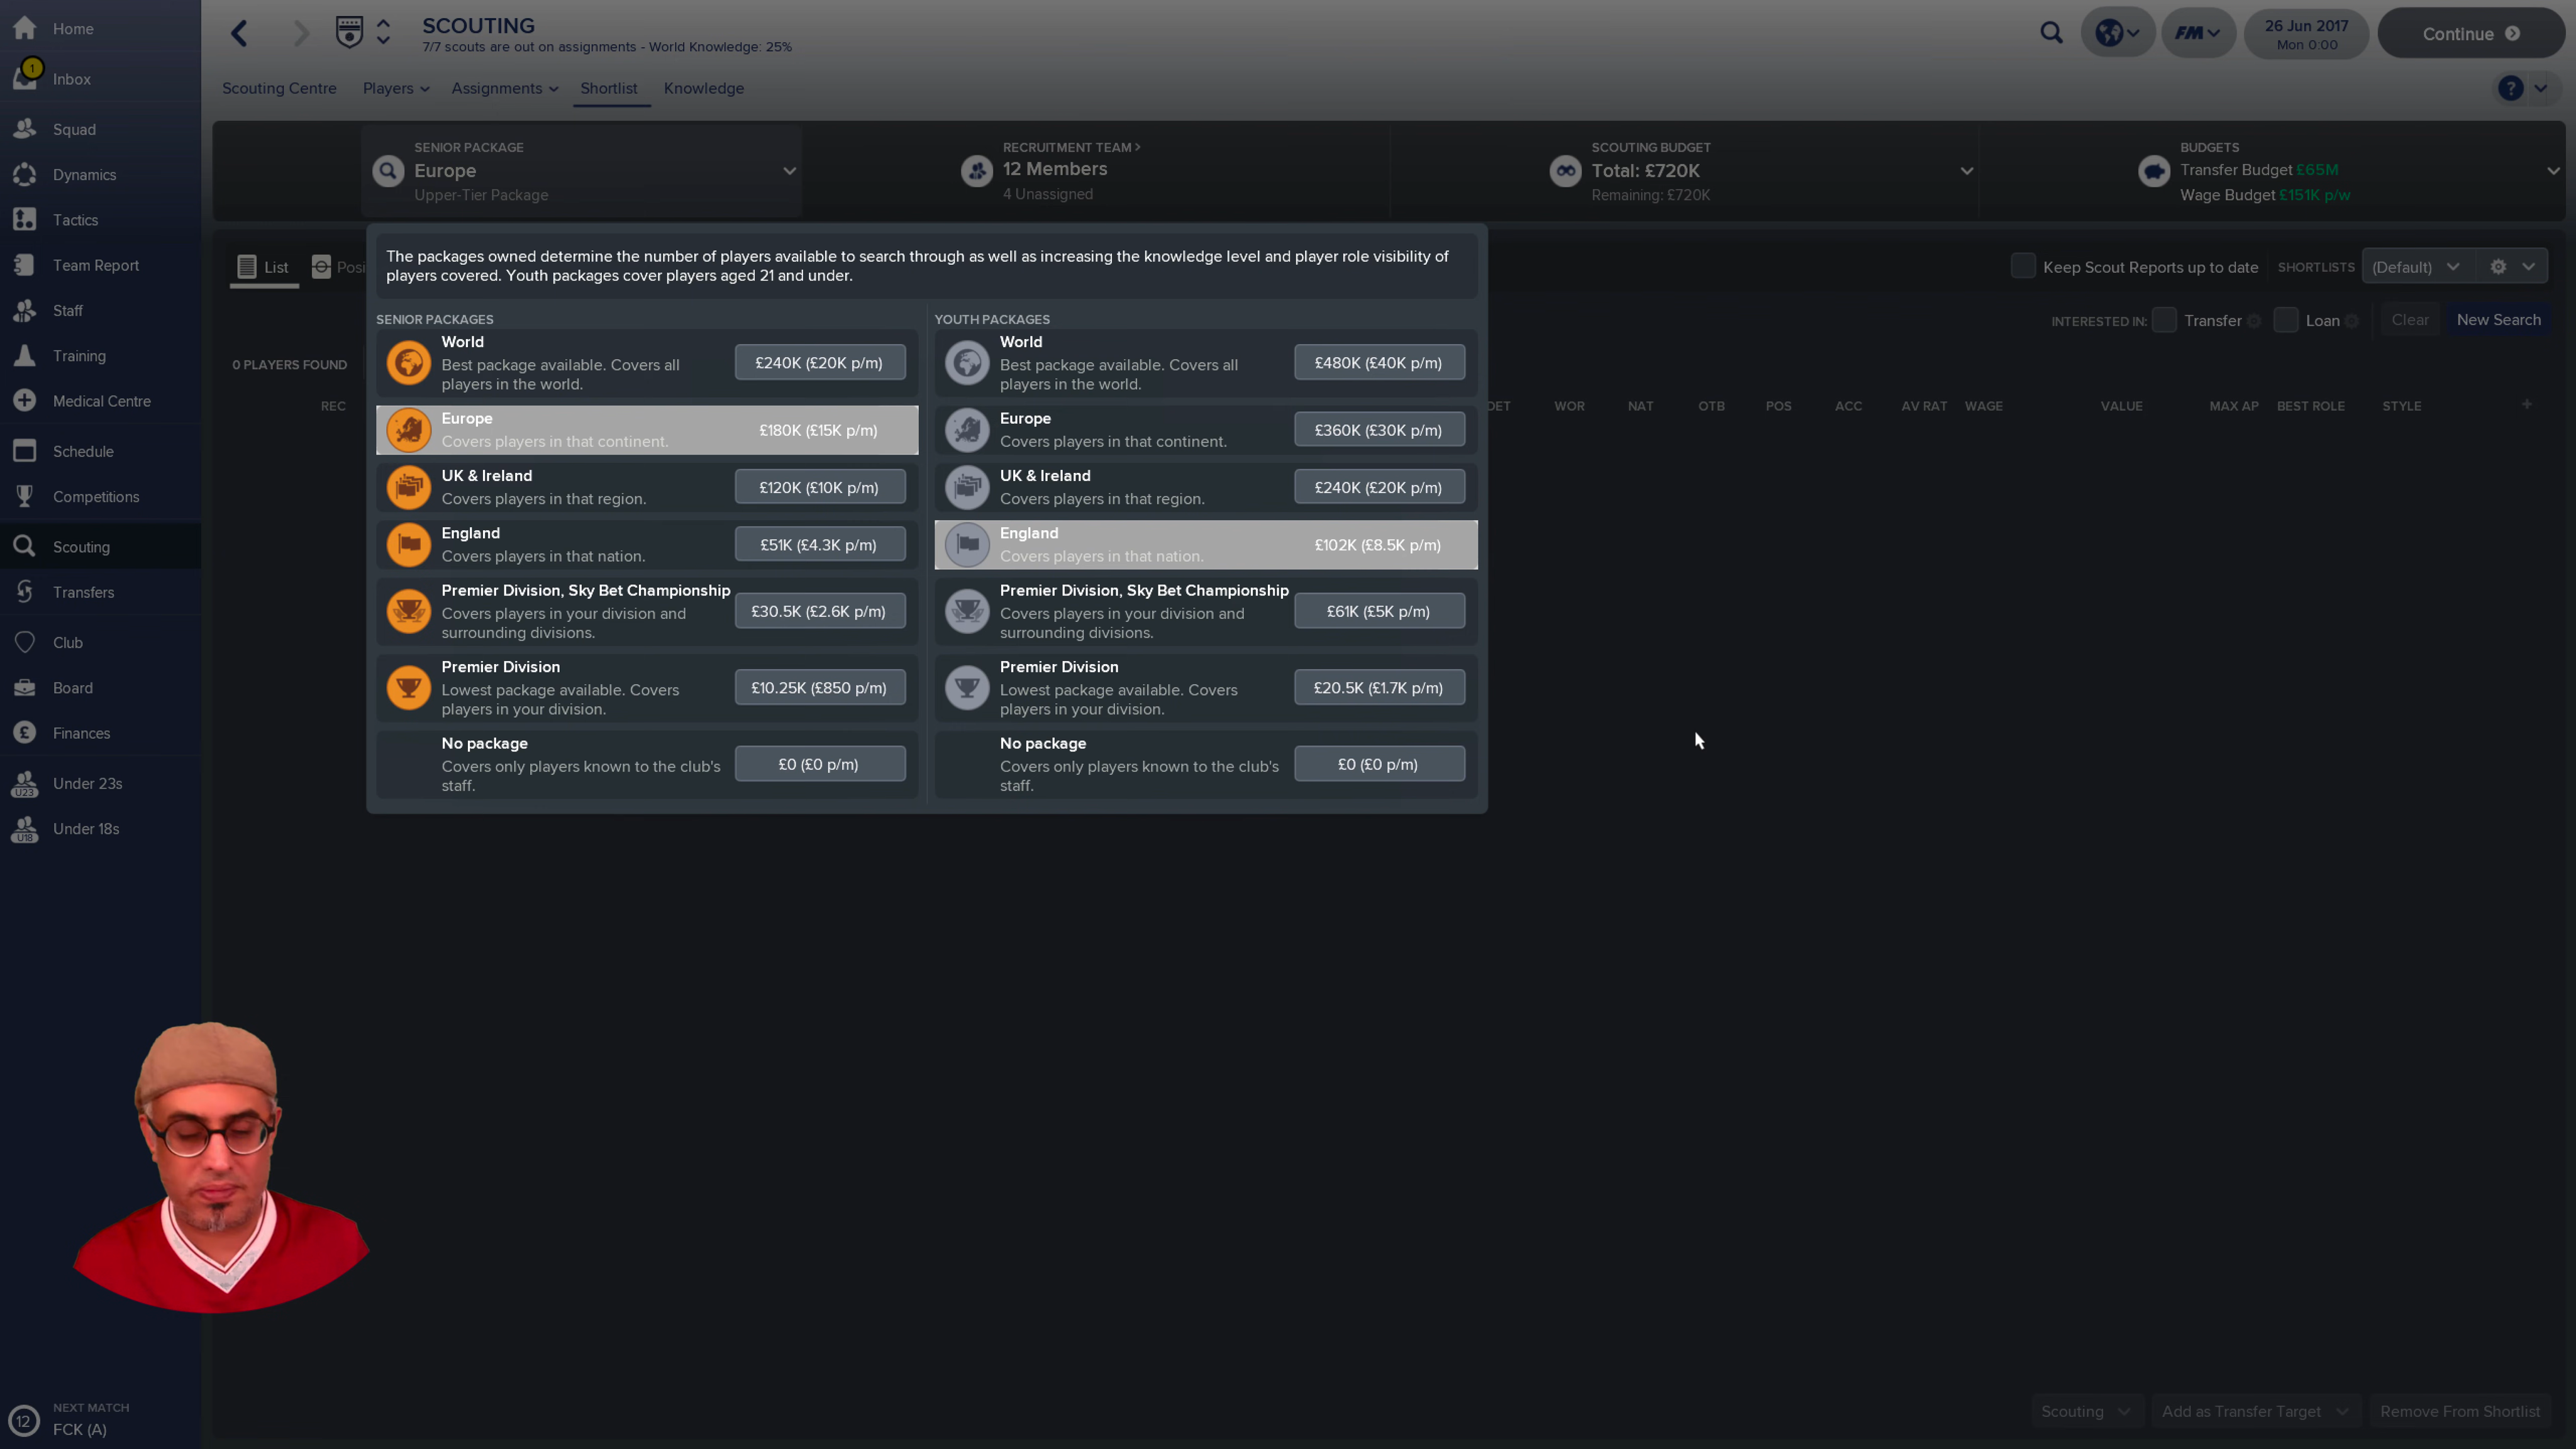 Home
1
Inbox
Squad
Dynamics
Tactics
Team Report
Staff
Training
Medical Centre
Schedule
Competitions
Scouting
Transfers
Club
Board
Finances
U23
Under 23s
U18
Under 18s
12
NEXT MATCH
FCK (A)
SCOUTING
7/7 scouts are out on assignments - World Knowledge: 25%
FM
26 Jun 2017
Mon 0:00
Continue
Scouting Centre
Players
Assignments
Shortlist
Knowledge
?
SENIOR PACKAGE
Europe
Upper-Tier Package
RECRUITMENT TEAM >
12 Members
4 Unassigned
SCOUTING BUDGET
Total: £720K
Remaining: £720K
BUDGETS
Transfer Budget £65M
Wage Budget £151K p/w
List
Posi
Keep Scout Reports up to date
SHORTLISTS
(Default)
INTERESTED IN:
Transfer
Loan
Clear
New Search
0 PLAYERS FOUND
REC
DET
WOR
NAT
OTB
POS
ACC
AV RAT
WAGE
VALUE
MAX AP
BEST ROLE
STYLE
+
The packages owned determine the number of players available to search through as well as increasing the knowledge level and player role visibility of
players covered. Youth packages cover players aged 21 and under.
SENIOR PACKAGES
World
Best package available. Covers all
players in the world.
£240K (£20K p/m)
Europe
Covers players in that continent.
£180K (£15K p/m)
UK & Ireland
Covers players in that region.
£120K (£10K p/m)
England
Covers players in that nation.
£51K (£4.3K p/m)
Premier Division, Sky Bet Championship
Covers players in your division and
surrounding divisions.
£30.5K (£2.6K p/m)
Premier Division
Lowest package available. Covers
players in your division.
£10.25K (£850 p/m)
No package
Covers only players known to the club's
staff.
£0 (£0 p/m)
YOUTH PACKAGES
World
Best package available. Covers all
players in the world.
£480K (£40K p/m)
Europe
Covers players in that continent.
£360K (£30K p/m)
UK & Ireland
Covers players in that region.
£240K (£20K p/m)
England
Covers players in that nation.
£102K (£8.5K p/m)
Premier Division, Sky Bet Championship
Covers players in your division and
surrounding divisions.
£61K (£5K p/m)
Premier Division
Lowest package available. Covers
players in your division.
£20.5K (£1.7K p/m)
No package
Covers only players known to the club's
staff.
£0 (£0 p/m)
Scouting
Add as Transfer Target
Remove From Shortlist